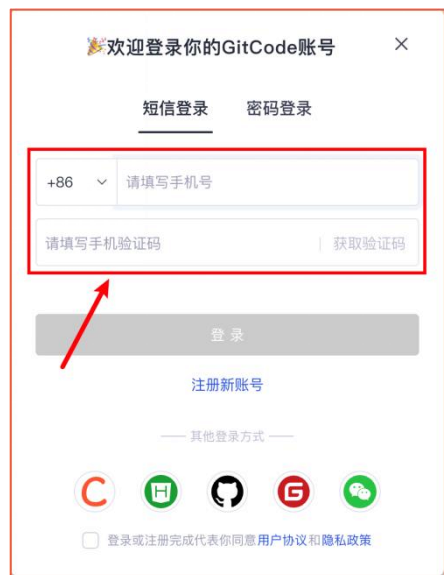 🎉欢迎登录你的GitCode账号
短信登录 密码登录
+86 请填写手机号
请填写手机验证码 获取验证码
登录
注册新账号
其他登录方式
登录或注册完成代表你同意用户协议和隐私政策